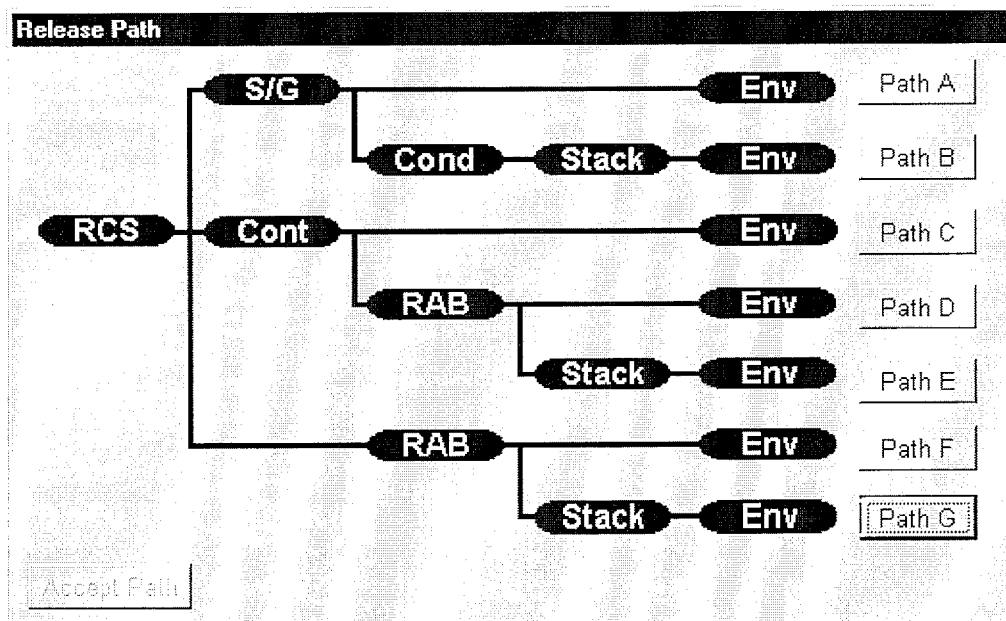 Release Path
S/G Env Path A
Cond Stack Env Path B
RCS Cont Env Path C
RAB Env Path D
Stack Env Path E
RAB Env Path F
Stack Env Path G
Accept Path